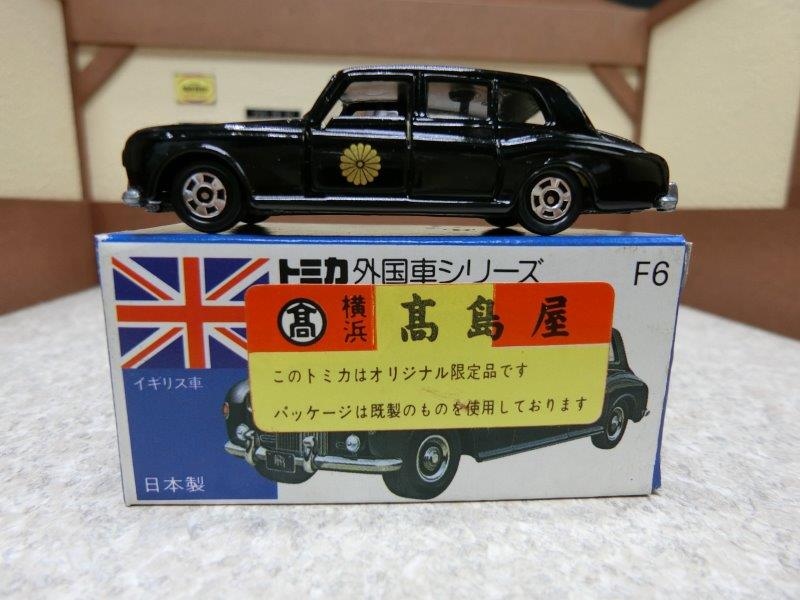 トミカ外国車シリーズ F6
高 横浜 髙島屋
このトミカはオリジナル限定品です
パッケージは既製のものを使用しております
イギリス車
日本製